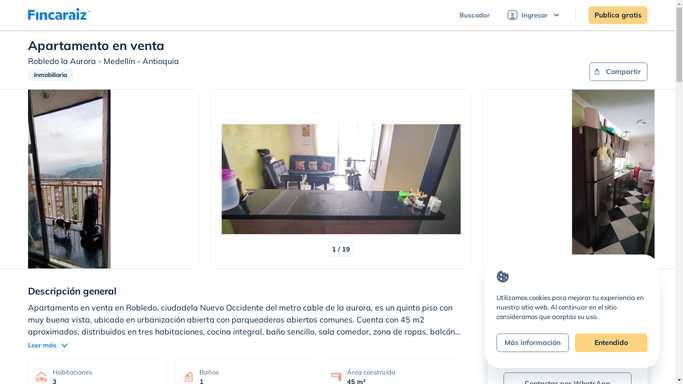 Fincaraiz
Buscador
Ingresar
Publica gratis
Apartamento en venta
Robledo la Aurora - Medellín - Antioquia
Inmobiliaria
Compartir
1 / 19
Descripción general
Apartamento en venta en Robledo, ciudadela Nuevo Occidente del metro cable de la aurora, es un quinto piso con
muy buena vista, ubicado en urbanización abierta con parqueaderos abiertos comunes. Cuenta con 45 m2
aproximados, distribuidos en tres habitaciones, cocina integral, baño sencillo, sala comedor, zona de ropas, balcón...
Leer más
Habitaciones
3
Baños
1
Área construida
45 m²
Utilizamos cookies para mejorar tu experiencia en
nuestro sitio web. Al continuar en el sitio
consideramos que aceptas su uso.
Más información
Entendido
Contactar por WhatsApp